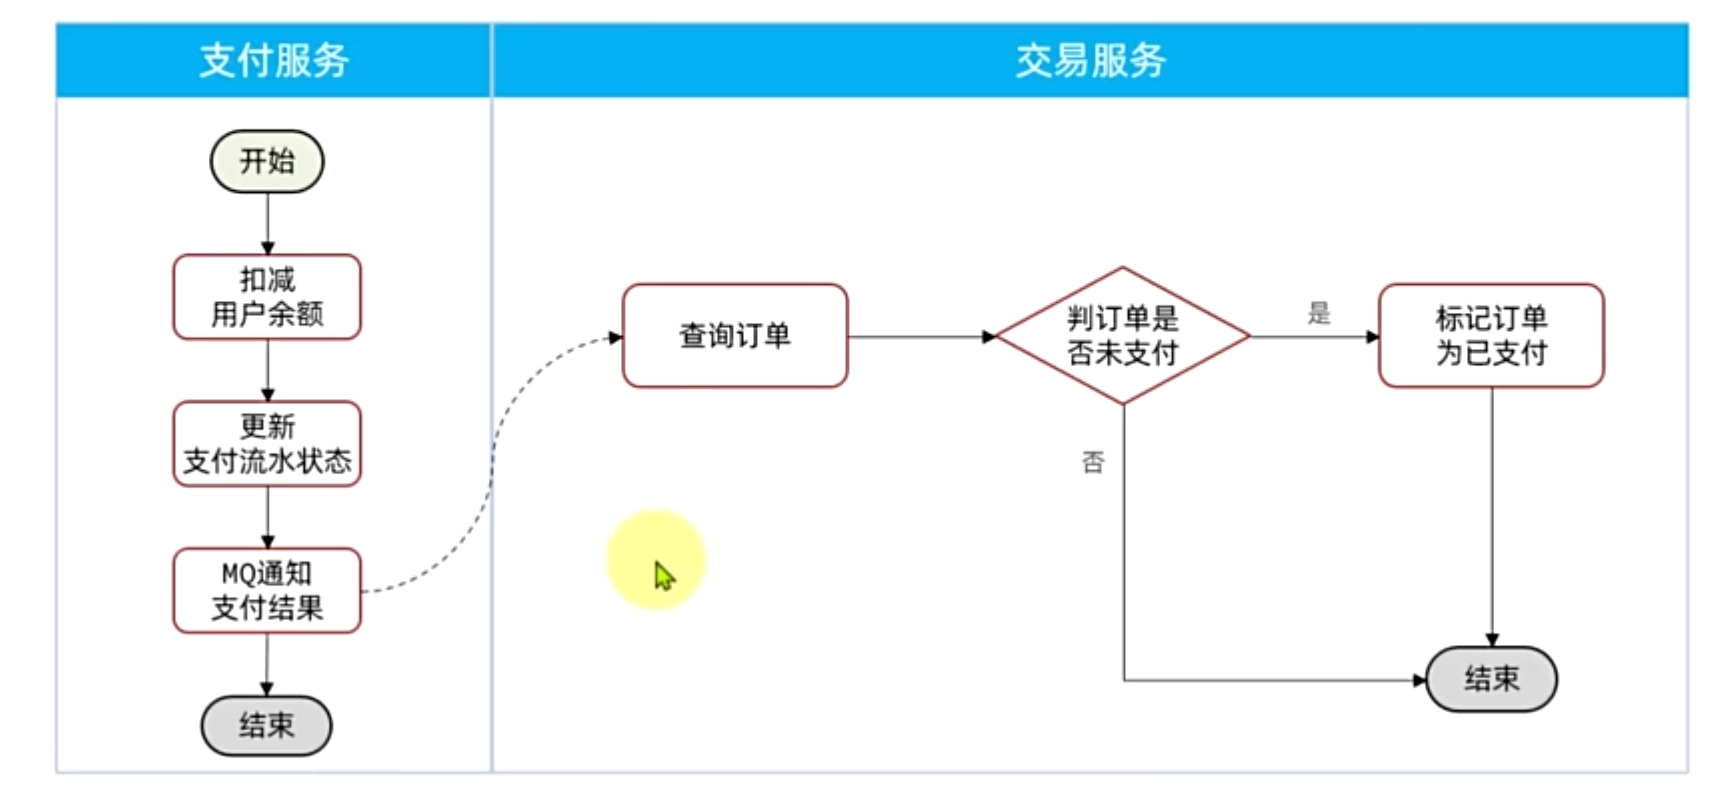 支付服务
交易服务
开始
扣减
用户余额
更新
支付流水状态
MQ通知
支付结果
结束
查询订单
判订单是
否未支付
是
标记订单
为已支付
否
结束